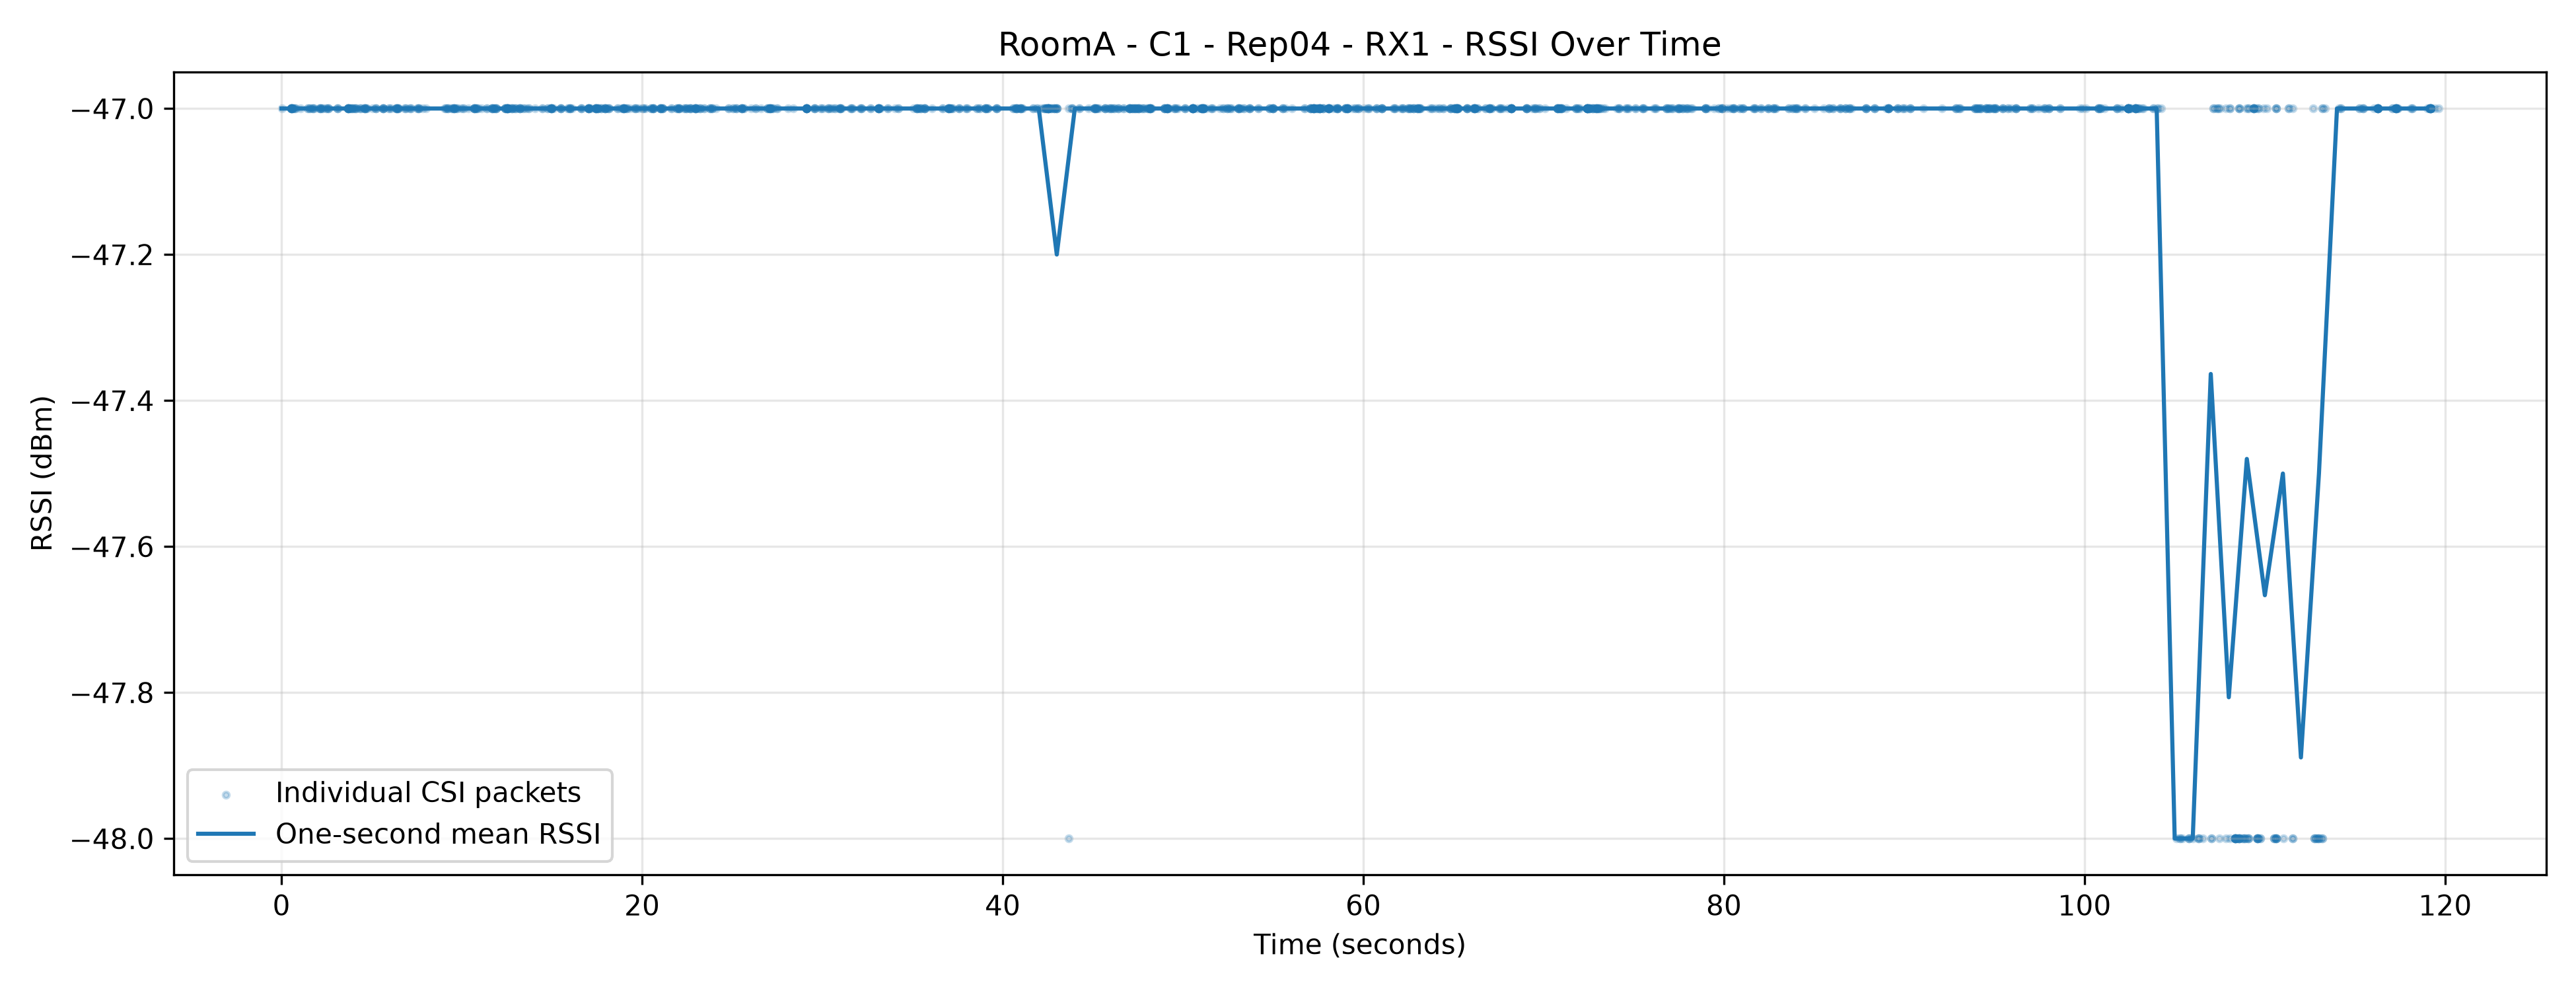 RoomA - C1 - Rep04 - RX1 - RSSI Over Time
RSSI (dBm)
−47.0
−47.2
−47.4
−47.6
−47.8
−48.0
Individual CSI packets
One-second mean RSSI
0 20 40 60 80 100 120
Time (seconds)